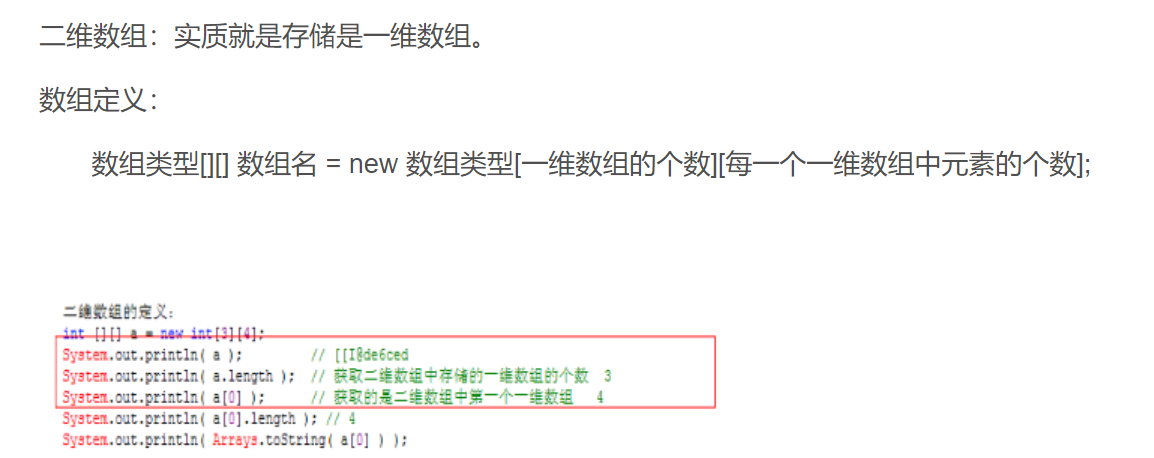 二维数组：实质就是存储是一维数组。
数组定义：
数组类型[][] 数组名 = new 数组类型[一维数组的个数][每一个一维数组中元素的个数];
二维数组的定义：
int [][] a = new int[3][4];
System.out.println( a ); // [[I@de6ced
System.out.println( a.length ); // 获取二维数组中存储的一维数组的个数 3
System.out.println( a[0] ); // 获取的是二维数组中第一个一维数组 4
System.out.println( a[0].length ); // 4
System.out.println( Arrays.toString( a[0] ) );